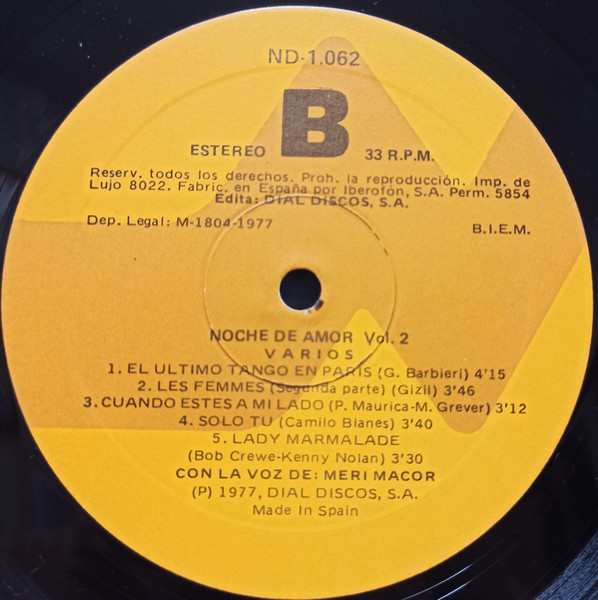 ND-1.062
B
ESTEREO 33 R.P.M.
Reserv. todos los derechos. Proh. la reproducción. Imp. de
Lujo 8022. Fabric. en España por Iberofón, S.A. Perm. 5854
Edita: DIAL DISCOS, S.A.
Dep. Legal: M-1804-1977 B.I.E.M.
NOCHE DE AMOR Vol. 2
VARIOS
1. EL ULTIMO TANGO EN PARIS (G. Barbieri) 4'15
2. LES FEMMES (Segunda parte) (Gizii) 3'46
3. CUANDO ESTES A MI LADO (P. Maurica-M. Grever) 3'12
4. SOLO TU (Camilo Blanes) 3'40
5. LADY MARMALADE
(Bob Crewe-Kenny Nolan) 3'30
CON LA VOZ DE: MERI MACOR
(P) 1977, DIAL DISCOS, S.A.
Made In Spain